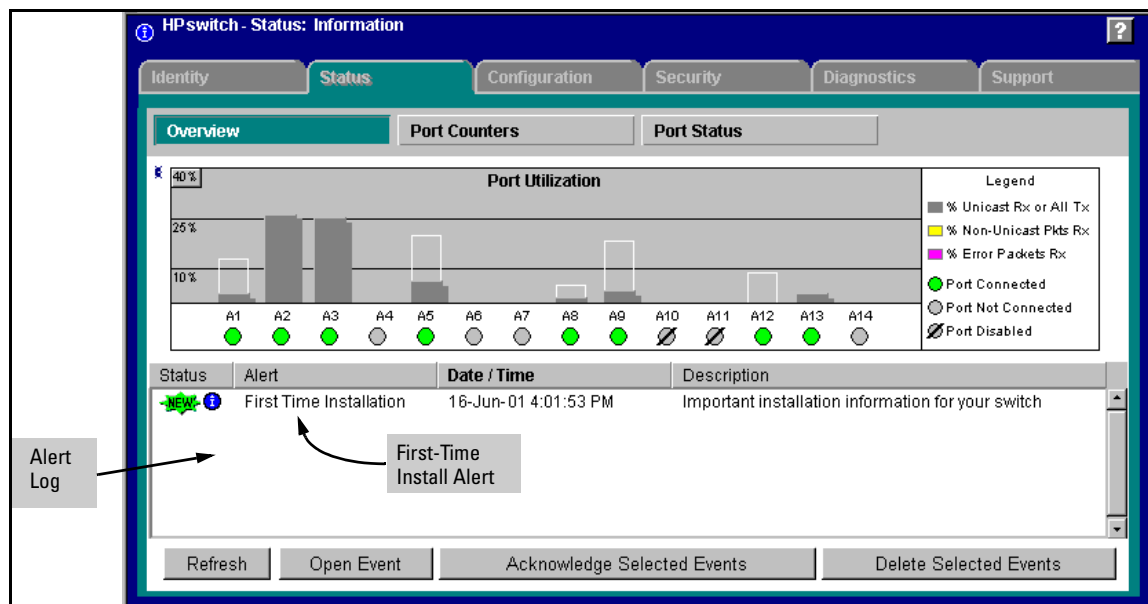 HPswitch - Status: Information
?
Identity
Status
Configuration
Security
Diagnostics
Support
Overview
Port Counters
Port Status
40%
Port Utilization
25%
10%
Legend
% Unicast Rx or All Tx
% Non-Unicast Pkts Rx
% Error Packets Rx
Port Connected
Port Not Connected
Port Disabled
A1 A2 A3 A4 A5 A6 A7 A8 A9 A10 A11 A12 A13 A14
Status Alert Date / Time Description
NEW First Time Installation 16-Jun-01 4:01:53 PM Important installation information for your switch
Alert
Log
First-Time
Install Alert
Refresh
Open Event
Acknowledge Selected Events
Delete Selected Events